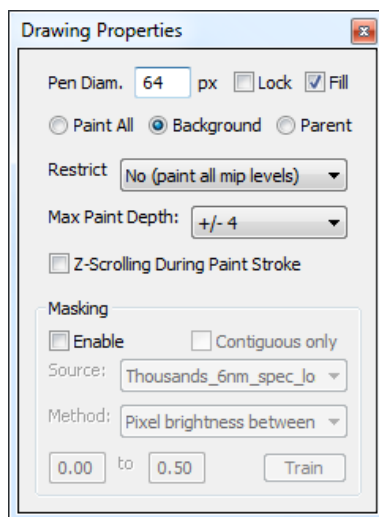 Drawing Properties
Pen Diam. 64 px Lock Fill
Paint All Background Parent
Restrict No (paint all mip levels)
Max Paint Depth: +/- 4
Z-Scrolling During Paint Stroke
Masking
Enable Contiguous only
Source: Thousands_6nm_spec_lo
Method: Pixel brightness between
0.00 to 0.50 Train